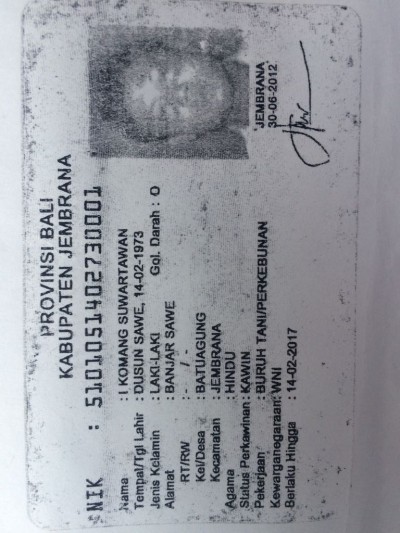 PROVINSI BALI
KABUPATEN JEMBRANA
NIK : 5101051402730001
Nama : I KOMANG SUWARTAWAN
Tempat/Tgl Lahir : DUSUN SAWE, 14-02-1973
Jenis Kelamin : LAKI-LAKI Gol. Darah : O
Alamat : BANJAR SAWE
RT/RW : - / -
Kel/Desa : BATUAGUNG
Kecamatan : JEMBRANA
Agama : HINDU
Status Perkawinan: KAWIN
Pekerjaan : BURUH TANI/PERKEBUNAN
Kewarganegaraan: WNI
Berlaku Hingga : 14-02-2017
JEMBRANA
30-06-2012